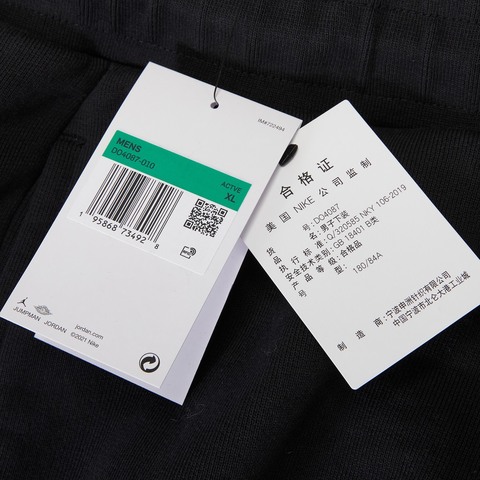 IM#722494
MENS
DO4087-010
ACTVE
XL
1 95868 73492 8
JUMPMAN JORDAN
jordan.com
©2021 Nike
合格证
美国 NIKE 公司监制
货号: DO4087
品名: 男子下装
执行标准: Q/320585 NKY 106-2019
安全技术类别: GB 18401 B类
产品等级: 合格品
型: 180/84A
制造商: 宁波申洲针织有限公司
中国宁波市北仑大港工业城